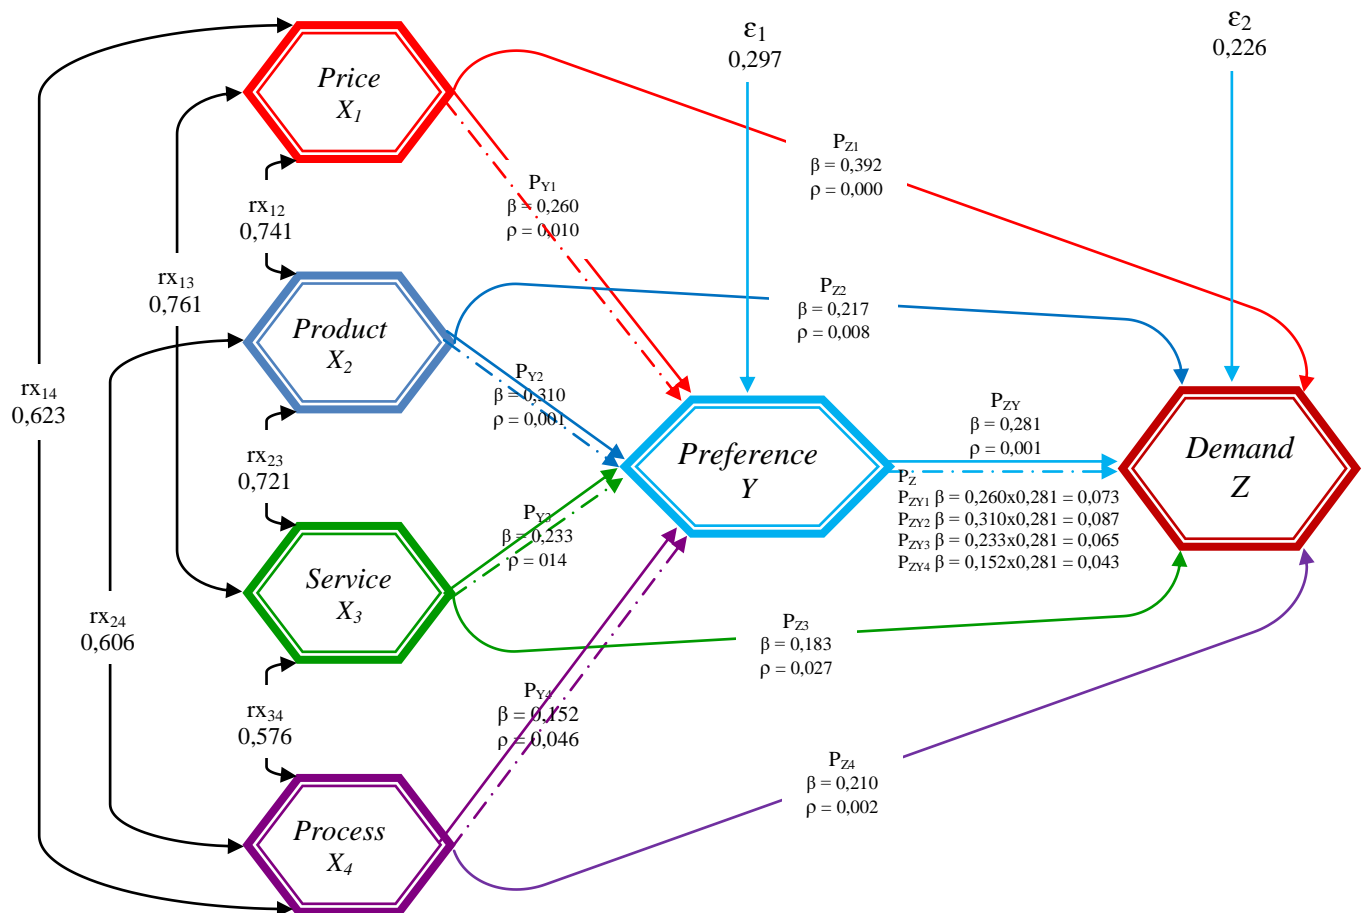 ε1
0,297
ε2
0,226
Price
X1
PZ1
β = 0,392
ρ = 0,000
PY1
β = 0,260
ρ = 0,010
rx12
0,741
rx13
0,761
Product
X2
PZ2
β = 0,217
ρ = 0,008
rx14
0,623
PY2
β = 0,310
ρ = 0,001
PZY
β = 0,281
ρ = 0,001
Preference
Y
Demand
Z
rx23
0,721
PZ
PZY1 β = 0,260x0,281 = 0,073
PZY2 β = 0,310x0,281 = 0,087
PZY3 β = 0,233x0,281 = 0,065
PZY4 β = 0,152x0,281 = 0,043
PY3
β = 0,233
ρ = 014
Service
X3
rx24
0,606
PZ3
β = 0,183
ρ = 0,027
rx34
0,576
PY4
β = 0,152
ρ = 0,046
PZ4
β = 0,210
ρ = 0,002
Process
X4